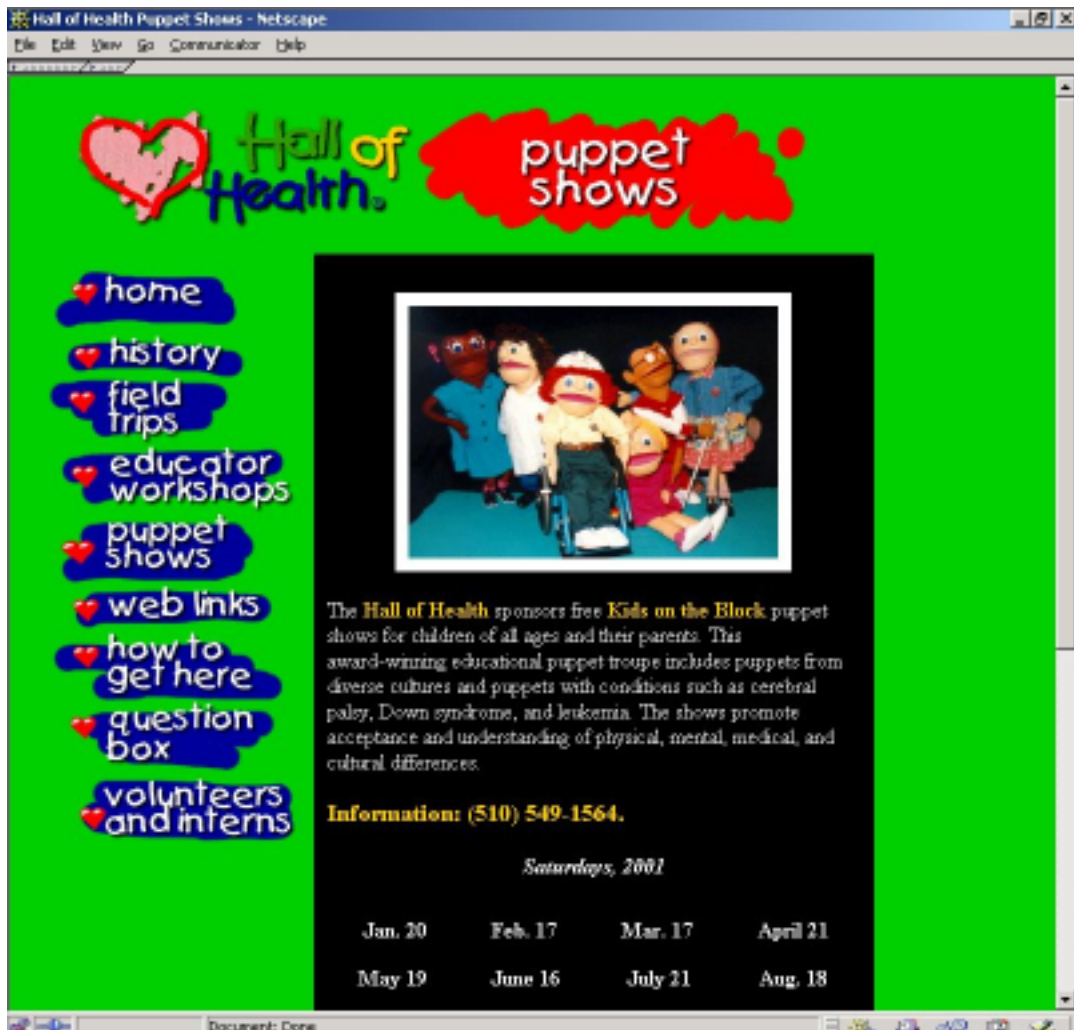 Hall of Health Puppet Shows - Netscape
File Edit View Go Communicator Help
Hall of
Health
puppet
shows
home
history
field
trips
educator
workshops
puppet
shows
web links
how to
get here
question
box
volunteers
and interns
The Hall of Health sponsors free Kids on the Block puppet
shows for children of all ages and their parents. This
award-winning educational puppet troupe includes puppets from
diverse cultures and puppets with conditions such as cerebral
palsy, Down syndrome, and leukemia. The shows promote
acceptance and understanding of physical, mental, medical, and
cultural differences.
Information: (510) 549-1564.
Saturdays, 2001
Jan. 20 Feb. 17 Mar. 17 April 21
May 19 June 16 July 21 Aug. 18
Document: Done